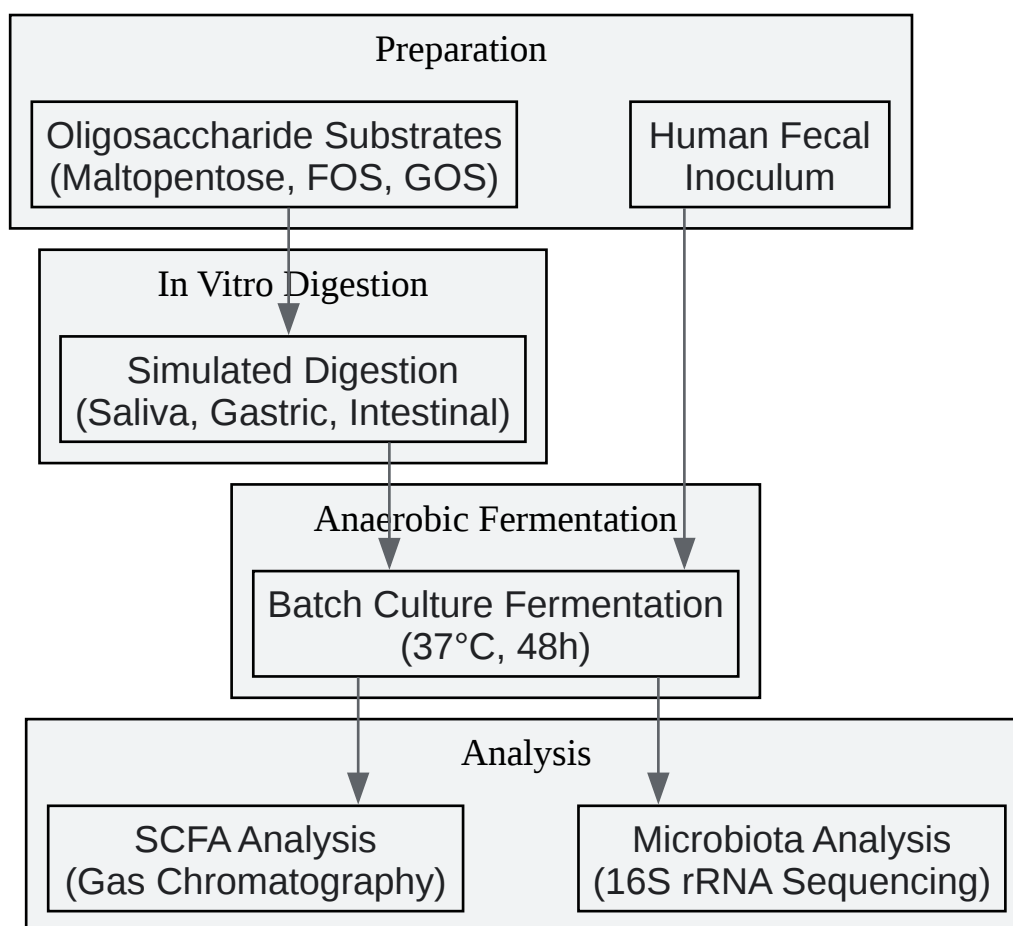 Preparation
Oligosaccharide Substrates
(Maltopentose, FOS, GOS)
Human Fecal
Inoculum
In Vitro Digestion
Simulated Digestion
(Saliva, Gastric, Intestinal)
Anaerobic Fermentation
Batch Culture Fermentation
(37°C, 48h)
Analysis
SCFA Analysis
(Gas Chromatography)
Microbiota Analysis
(16S rRNA Sequencing)